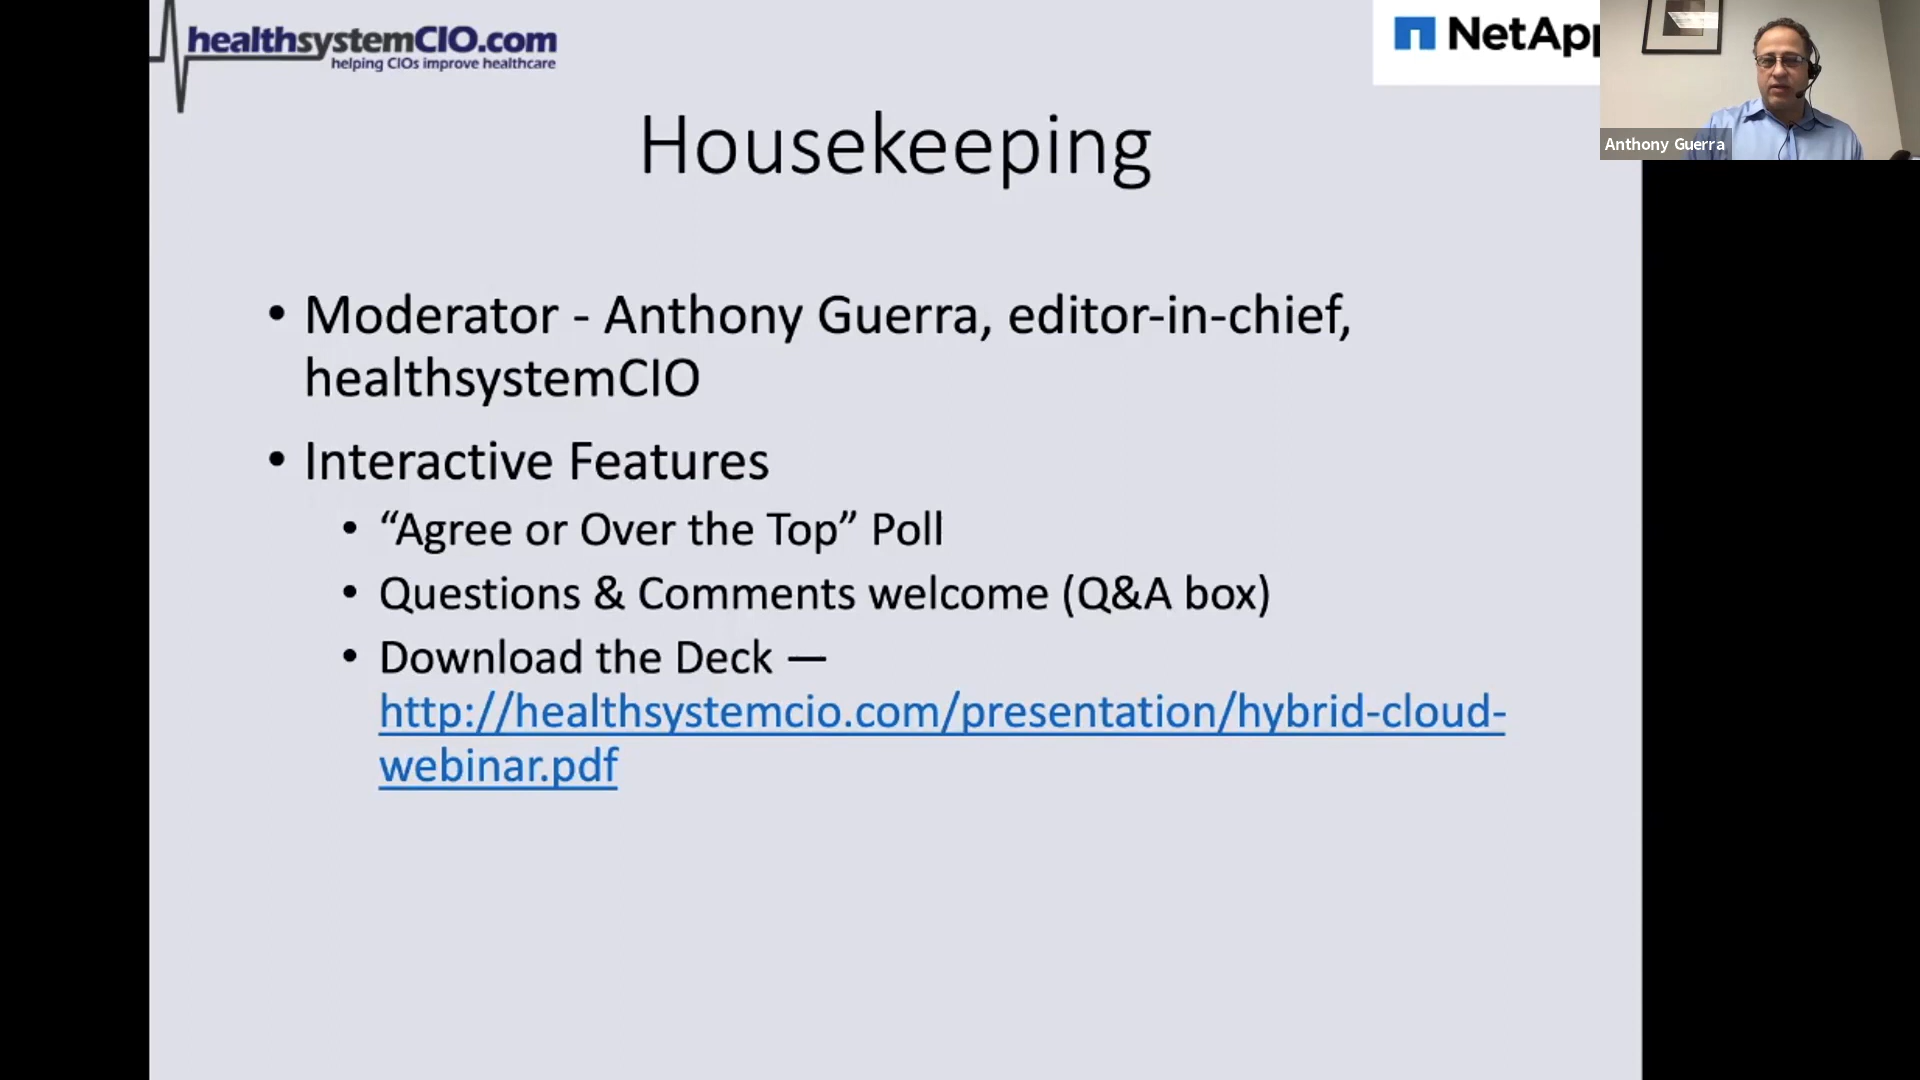 healthsystemCIO.com
helping CIOs improve healthcare
NetApp
Anthony Guerra
Housekeeping
• Moderator - Anthony Guerra, editor-in-chief,
healthsystemCIO
• Interactive Features
• “Agree or Over the Top” Poll
• Questions & Comments welcome (Q&A box)
• Download the Deck —
http://healthsystemcio.com/presentation/hybrid-cloud-
webinar.pdf